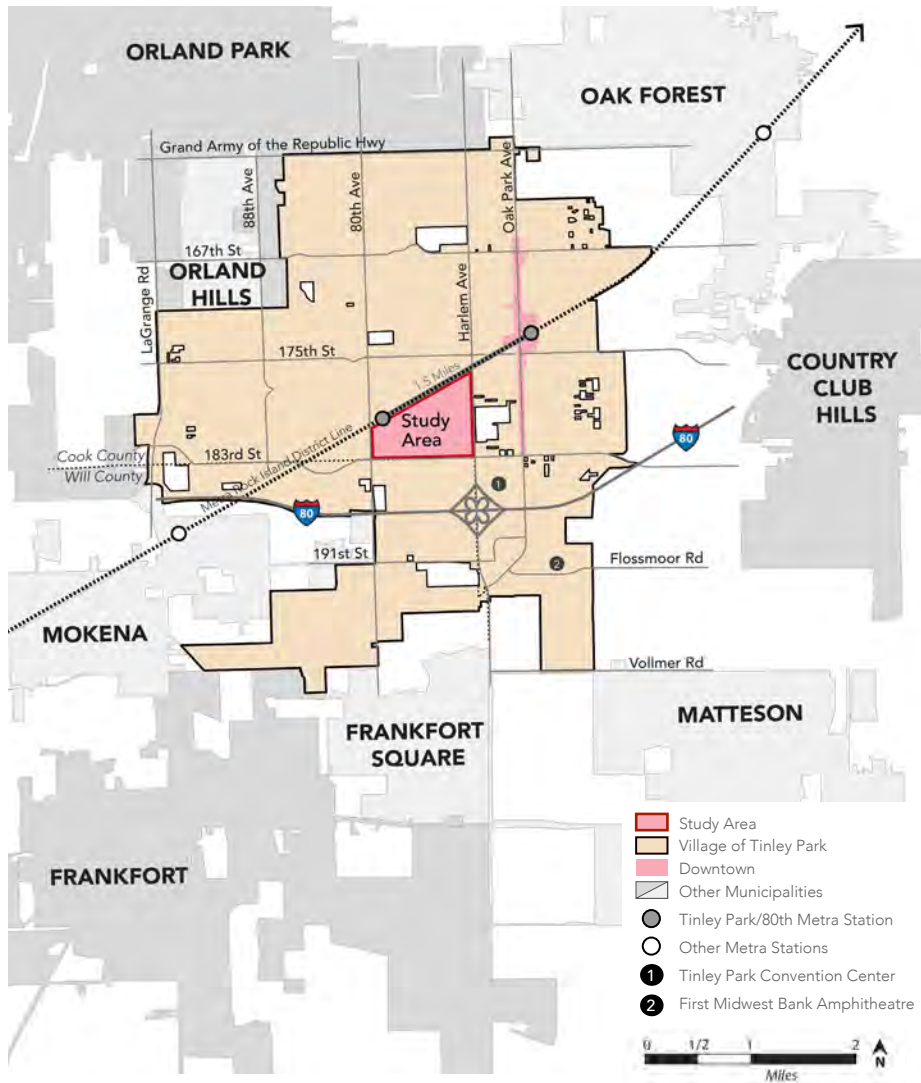 ORLAND PARK
OAK FOREST
Grand Army of the Republic Hwy
88th Ave
80th Ave
Oak Park Ave
167th St
ORLAND
HILLS
LaGrange Rd
Harlem Ave
175th St
1.5 Miles
COUNTRY
CLUB
HILLS
Study
Area
80
Cook County
183rd St
Will County
Metra Rock Island District Line
1
80
191st St
2
Flossmoor Rd
MOKENA
Vollmer Rd
FRANKFORT
SQUARE
MATTESON
FRANKFORT
Study Area
Village of Tinley Park
Downtown
Other Municipalities
Tinley Park/80th Metra Station
Other Metra Stations
1 Tinley Park Convention Center
2 First Midwest Bank Amphitheatre
0 1/2 1 2
Miles
N